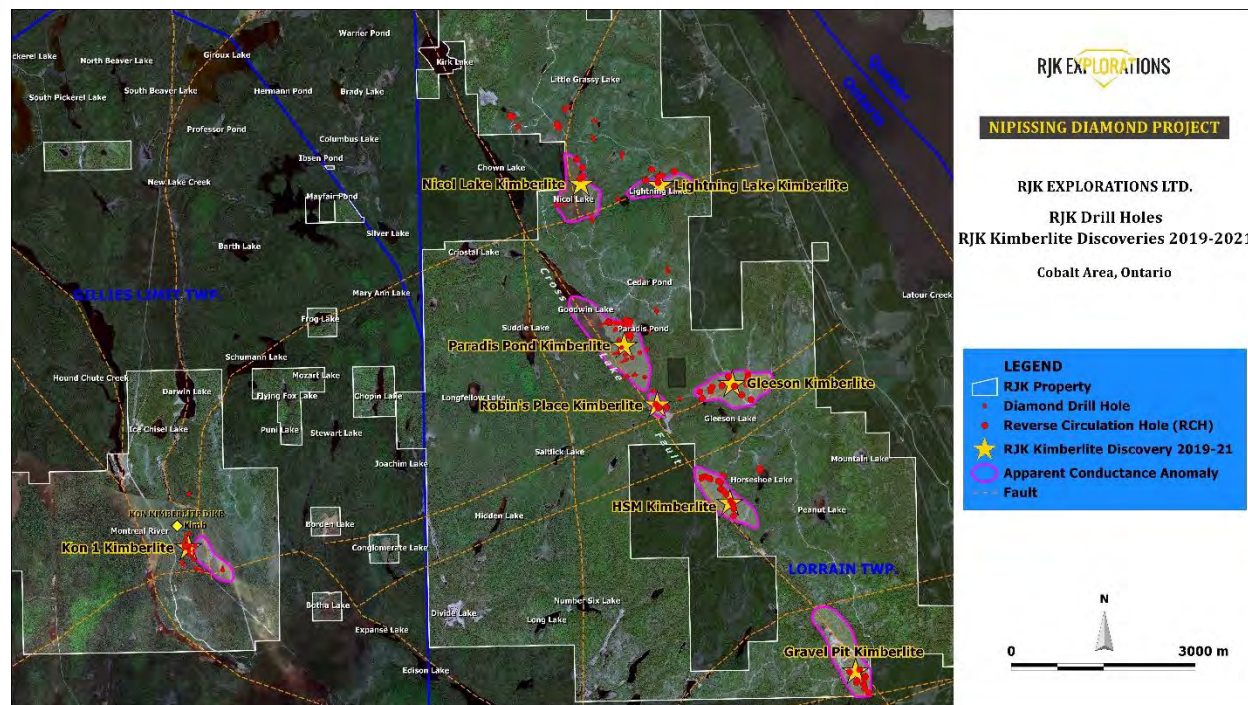 Warner Pond
Giroux Lake
ckerel Lake
North Beaver Lake
Kirk Lake
Quebec
Ontario
South Pickerel Lake
South Beaver Lake
Hermann Pond
Brady Lake
Little Grassy Lake
Professor Pond
Columbus Lake
Ibsen Pond
Chown Lake
New Lake Creek
Nicol Lake Kimberlite
Lightning Lake Kimberlite
Lightning Lake
Mayfair Pond
Nicol Lake
Silver Lake
Barth Lake
Criostal Lake
Cedar Pond
Mary Ann Lake
GILLIES LIMIT TWP.
Latour Creek
Goodwin Lake
Frog Lake
Suddle Lake
Paradis Pond
Cross Lake Fault
Paradis Pond Kimberlite
Schumann Lake
Hound Chute Creek
Mozart Lake
Darwin Lake
Gleeson Kimberlite
Flying Fox Lake
Chopin Lake
Longfellow Lake
Robin's Place Kimberlite
Gleeson Lake
Ice Chisel Lake
Puni Lake
Stewart Lake
Saltlick Lake
Mountain Lake
Joachim Lake
Horseshoe Lake
HSM Kimberlite
Peanut Lake
Hidden Lake
KON KIMBERLITE DIKE
Kimb
Montreal River
Borden Lake
Kon 1 Kimberlite
Conglomerate Lake
LORRAIN TWP.
Number Six Lake
Botha Lake
Divide Lake
Long Lake
Expanse Lake
Gravel Pit Kimberlite
Edison Lake
RJK EXPLORATIONS
NIPISSING DIAMOND PROJECT
RJK EXPLORATIONS LTD.
RJK Drill Holes
RJK Kimberlite Discoveries 2019-2021
Cobalt Area, Ontario
LEGEND
RJK Property
Diamond Drill Hole
Reverse Circulation Hole (RCH)
RJK Kimberlite Discovery 2019-21
Apparent Conductance Anomaly
Fault
N
0 3000 m